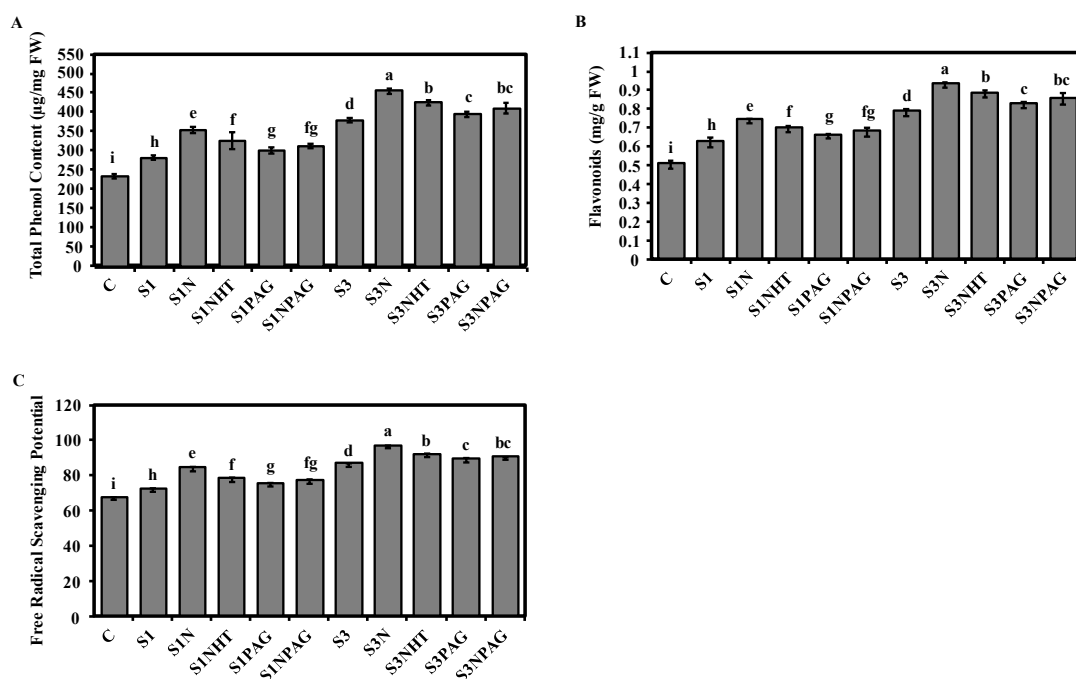 A
Total Phenol Content (µg/mg FW)
550
500
450
400
350
300
250
200
150
100
50
0
i
h
e
f
g
fg
d
a
b
c
bc
C
S1
S1N
S1NHT
S1PAG
S1NPAG
S3
S3N
S3NHT
S3PAG
S3NPAG
B
Flavonoids (mg/g FW)
1.1
1
0.9
0.8
0.7
0.6
0.5
0.4
0.3
0.2
0.1
0
i
h
e
f
g
fg
d
a
b
c
bc
C
S1
S1N
S1NHT
S1PAG
S1NPAG
S3
S3N
S3NHT
S3PAG
S3NPAG
C
Free Radical Scavenging Potential
120
100
80
60
40
20
0
i
h
e
f
g
fg
d
a
b
c
bc
C
S1
S1N
S1NHT
S1PAG
S1NPAG
S3
S3N
S3NHT
S3PAG
S3NPAG